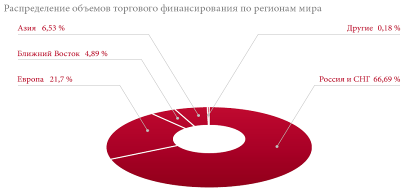 Распределение объемов торгового финансирования по регионам мира
Азия 6,53 %
Другие 0,18 %
Ближний Восток 4,89 %
Европа 21,7 %
Россия и СНГ 66,69 %